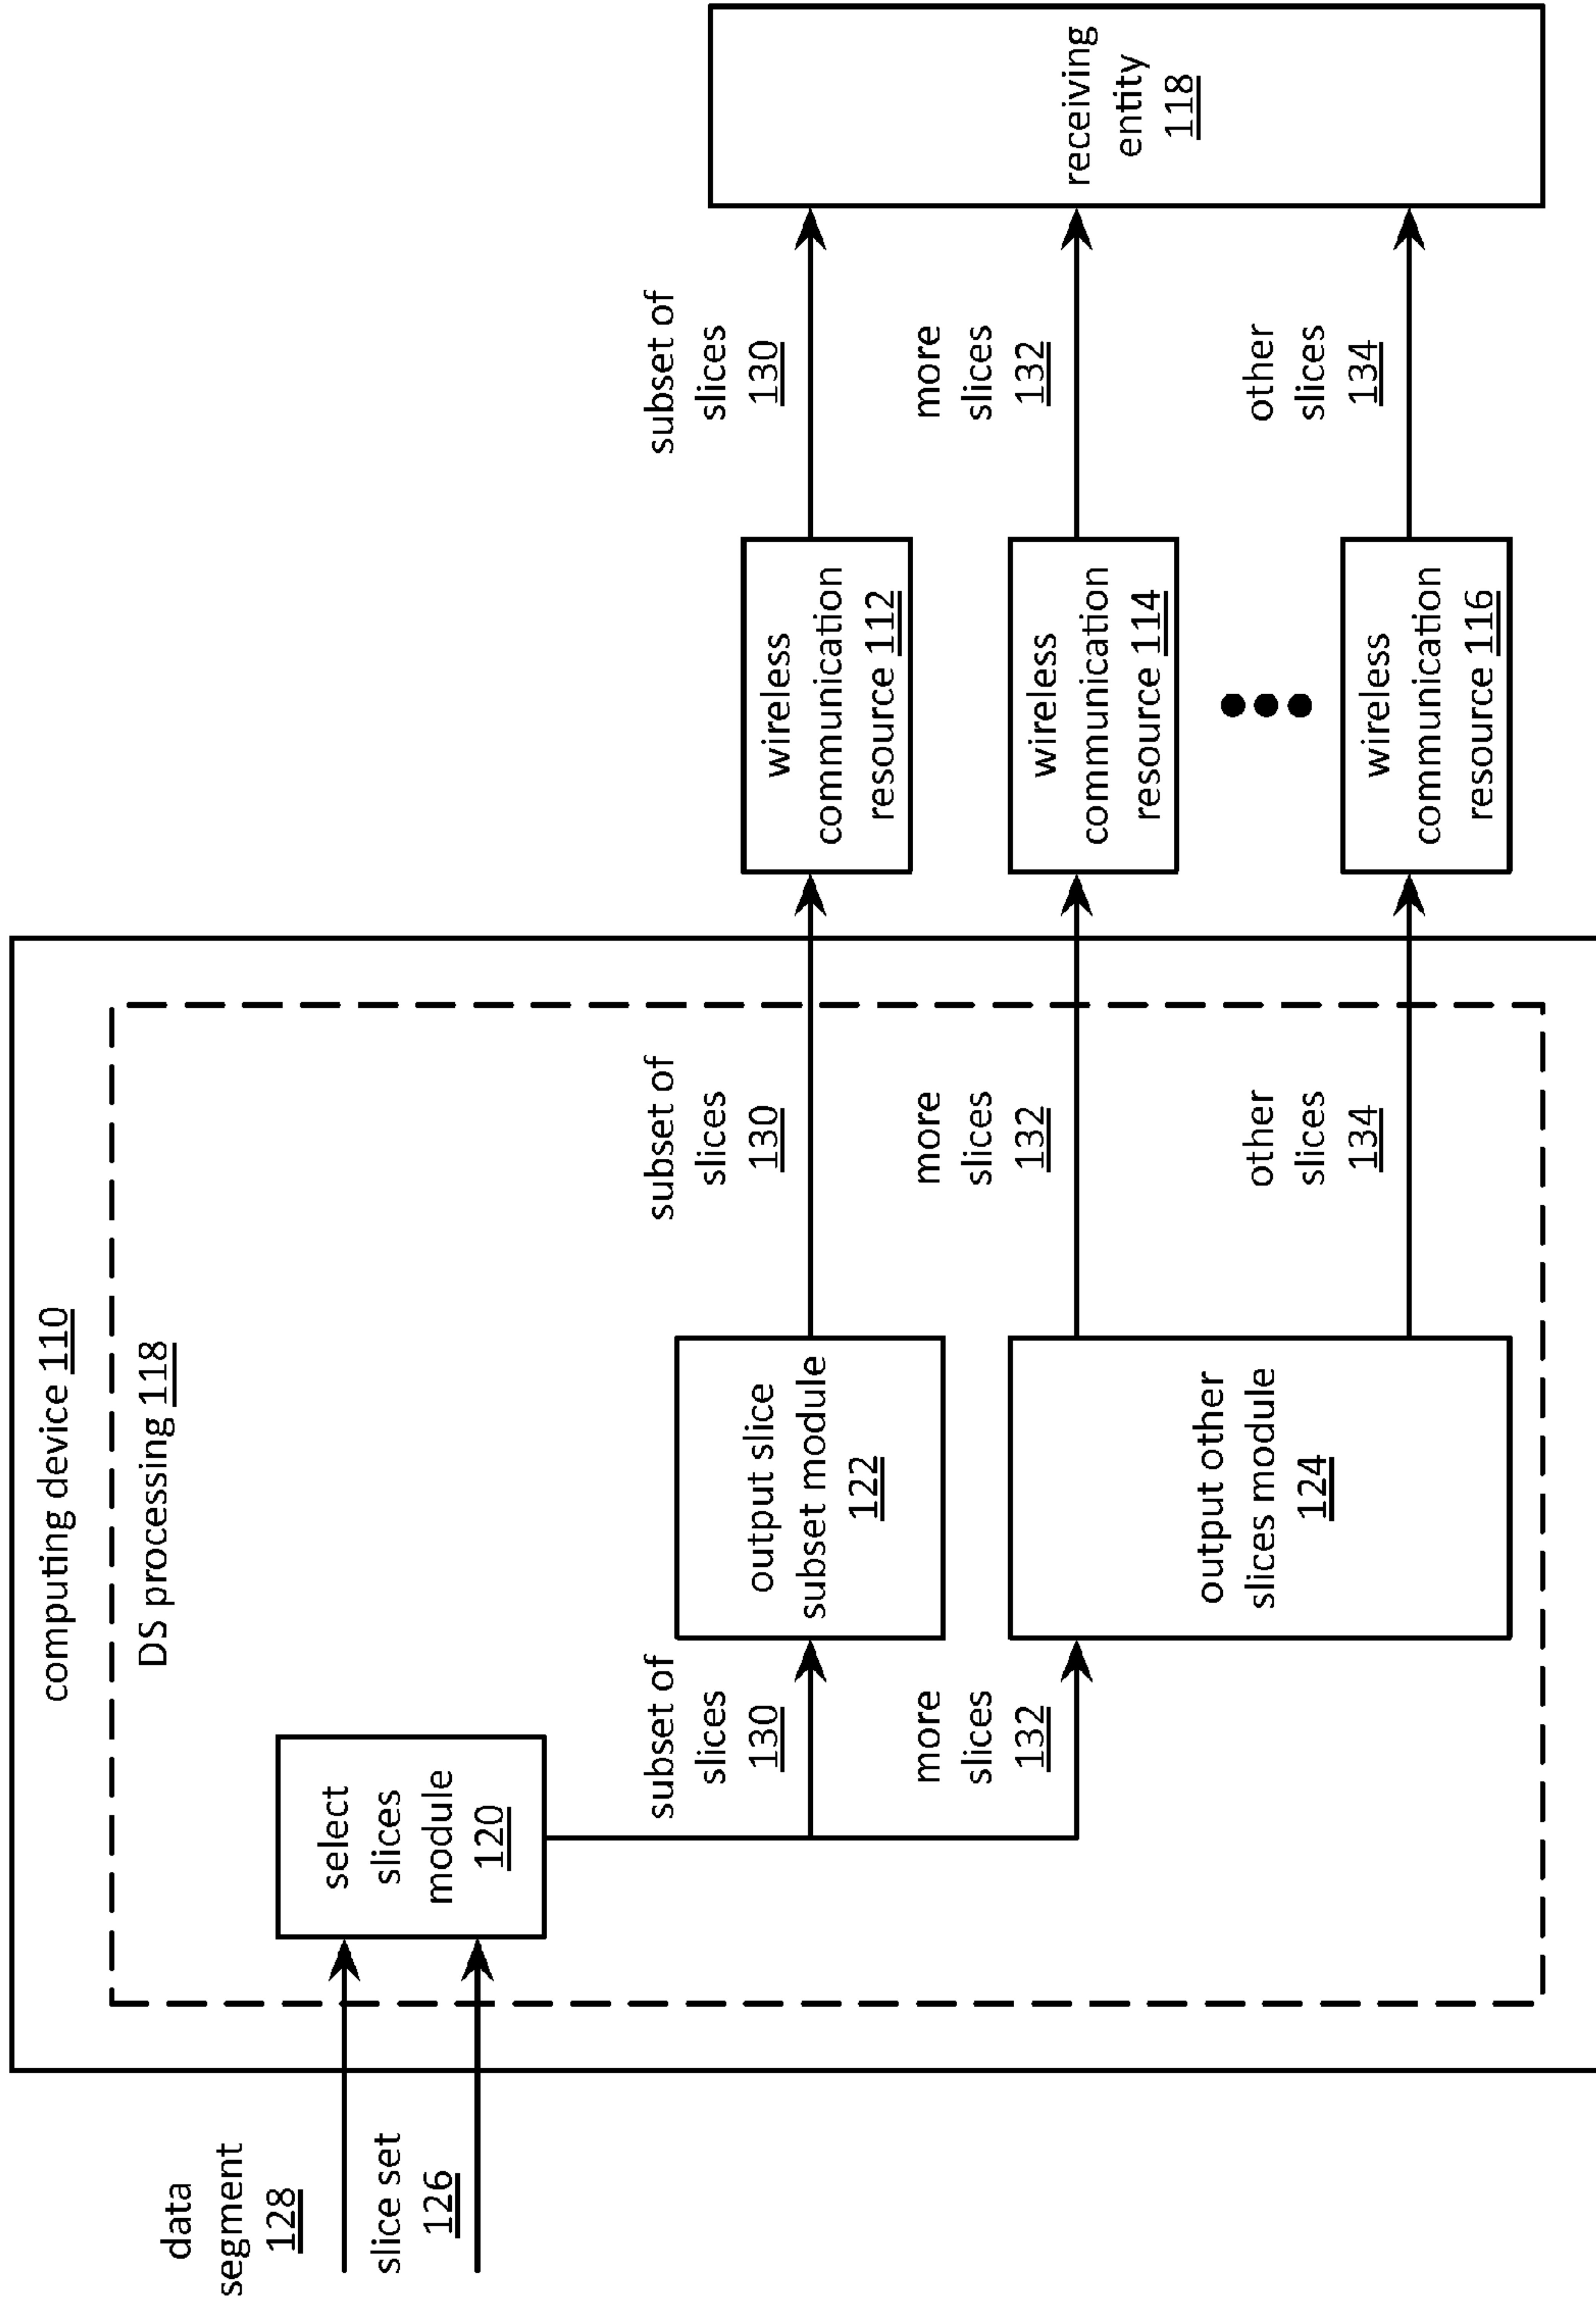 computing device 110
DS processing 118
data
segment
128
slice set
126
select
slices
module
120
subset of
slices
130
output slice
subset module
122
subset of
slices
130
wireless
communication
resource 112
subset of
slices
130
more
slices
132
output other
slices module
124
more
slices
132
wireless
communication
resource 114
more
slices
132
other
slices
134
wireless
communication
resource 116
other
slices
134
receiving
entity
118